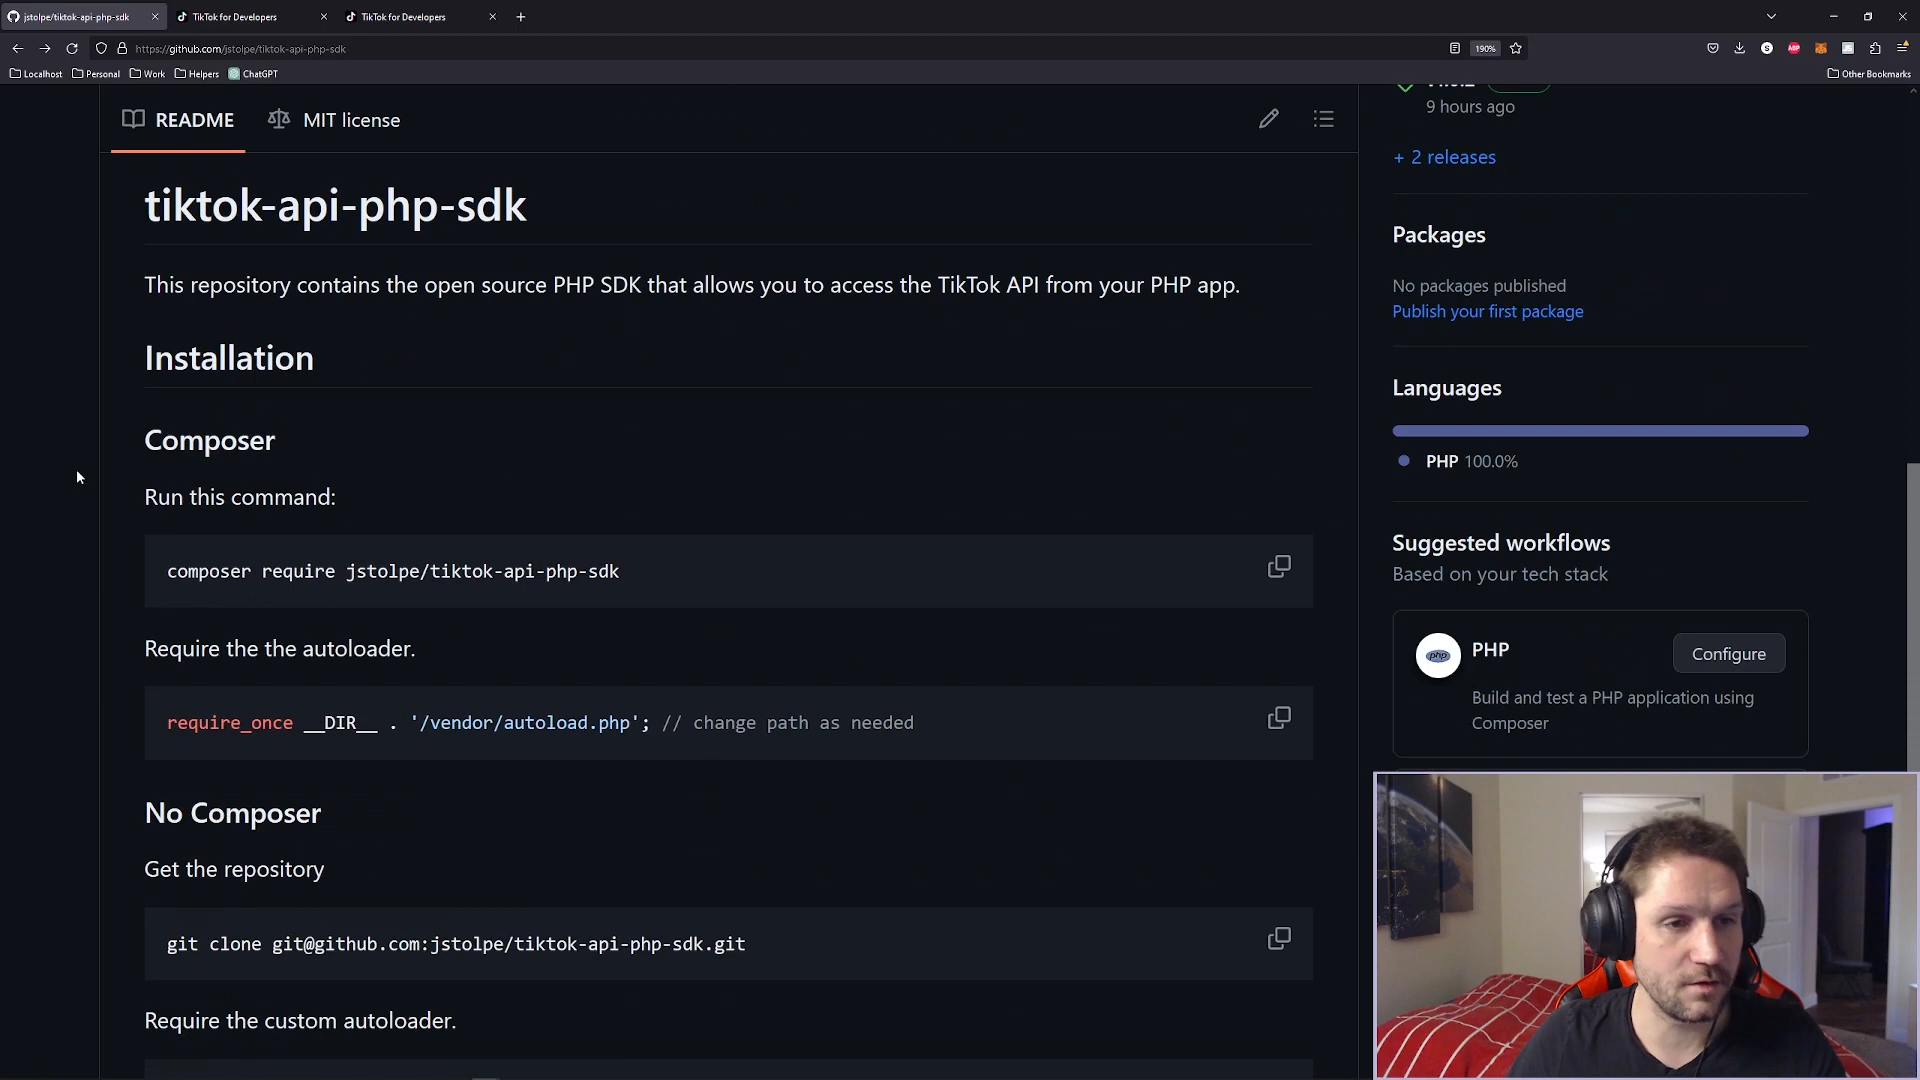 jstolpe/tiktok-api-php-sdk
TikTok for Developers
TikTok for Developers
https://github.com/jstolpe/tiktok-api-php-sdk
190%
Localhost
Personal
Work
Helpers
ChatGPT
Other Bookmarks
README
MIT license
9 hours ago
+ 2 releases
tiktok-api-php-sdk
This repository contains the open source PHP SDK that allows you to access the TikTok API from your PHP app.
Installation
Composer
Run this command:
composer require jstolpe/tiktok-api-php-sdk
Require the the autoloader.
require_once __DIR__ . '/vendor/autoload.php'; // change path as needed
No Composer
Get the repository
git clone git@github.com:jstolpe/tiktok-api-php-sdk.git
Require the custom autoloader.
Packages
No packages published
Publish your first package
Languages
PHP 100.0%
Suggested workflows
Based on your tech stack
php
PHP
Configure
Build and test a PHP application using
Composer